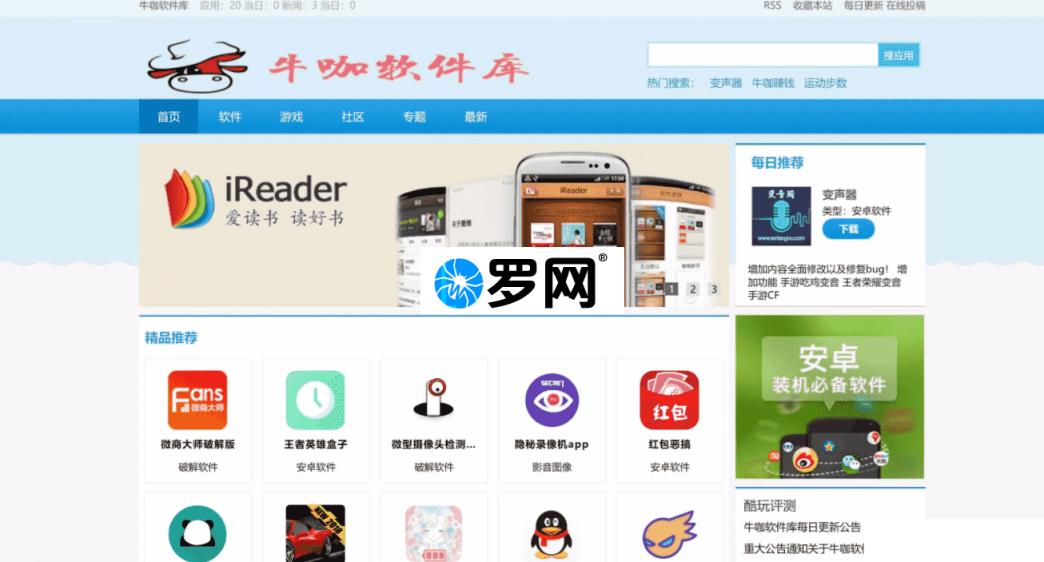 牛咖软件库 应用：20 当日：0 新闻：3 当日：0
RSS 收藏本站 每日更新 在线投稿
牛咖软件库
搜应用
热门搜索： 变声器 牛咖赚钱 运动步数
首页 软件 游戏 社区 专题 最新
iReader
爱读书 读好书
iReader
1 2 3
罗网®
每日推荐
变声器
类型：安卓软件
下载
增加内容全面修改以及修复bug！ 增
加功能 手游吃鸡变音 王者荣耀变音
手游CF
精品推荐
Fans
微商大师
微商大师破解版
破解软件
王者英雄盒子
安卓软件
微型摄像头检测...
破解软件
SECRET
隐秘录像机app
影音图像
红包
红包恶搞
安卓软件
安卓
装机必备软件
NEW 2018
酷玩评测
牛咖软件库每日更新公告
重大公告通知关于牛咖软件